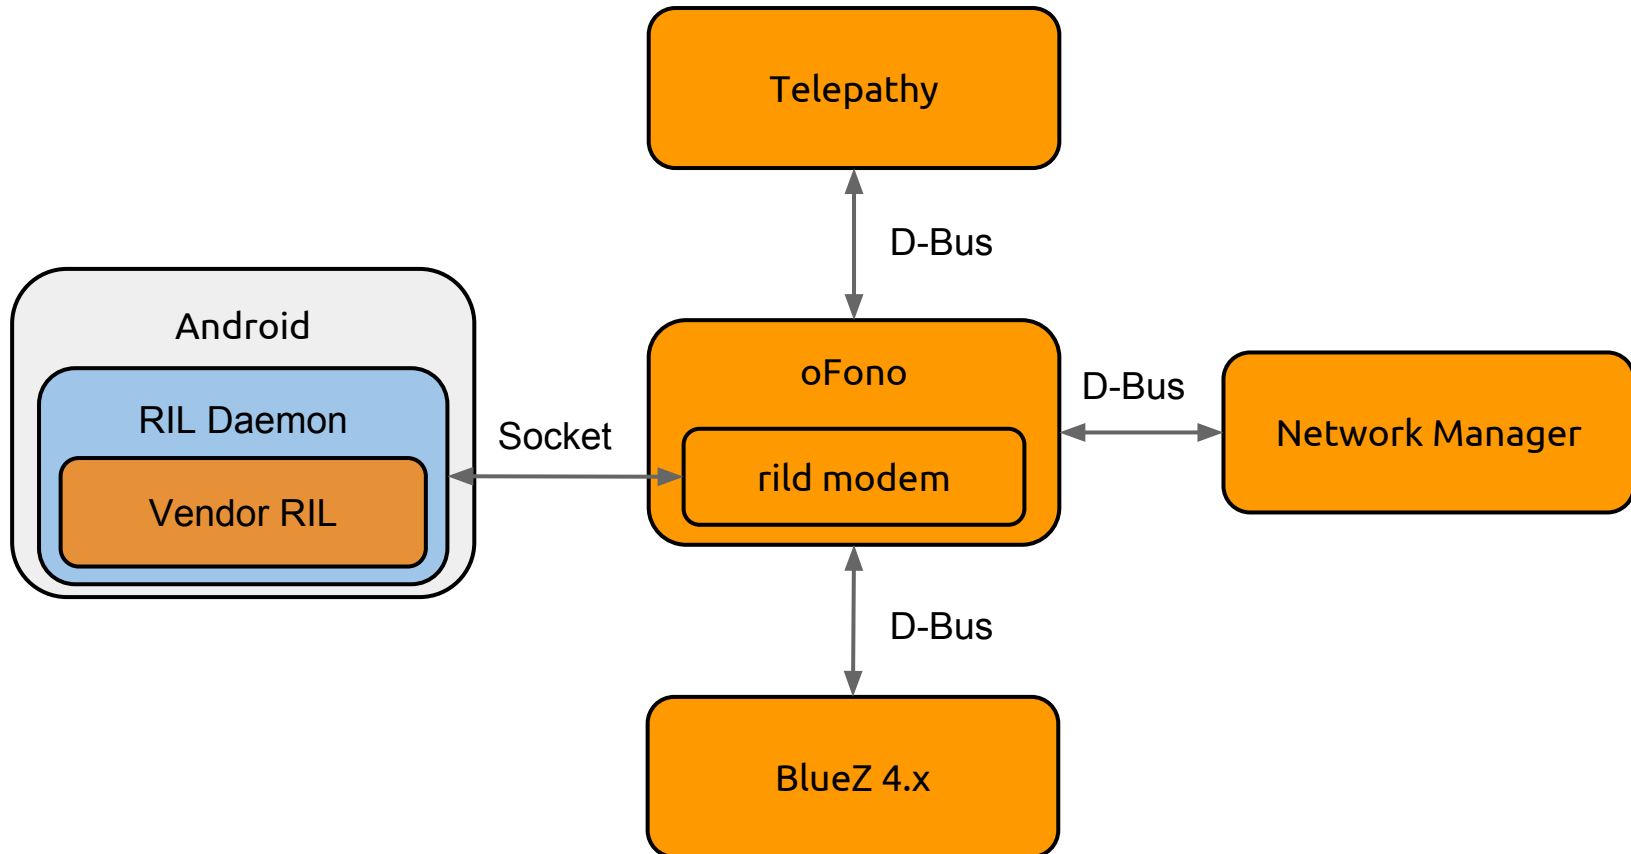 Telepathy
D-Bus
Android
RIL Daemon
Vendor RIL
Socket
oFono
rild modem
D-Bus
Network Manager
D-Bus
BlueZ 4.x